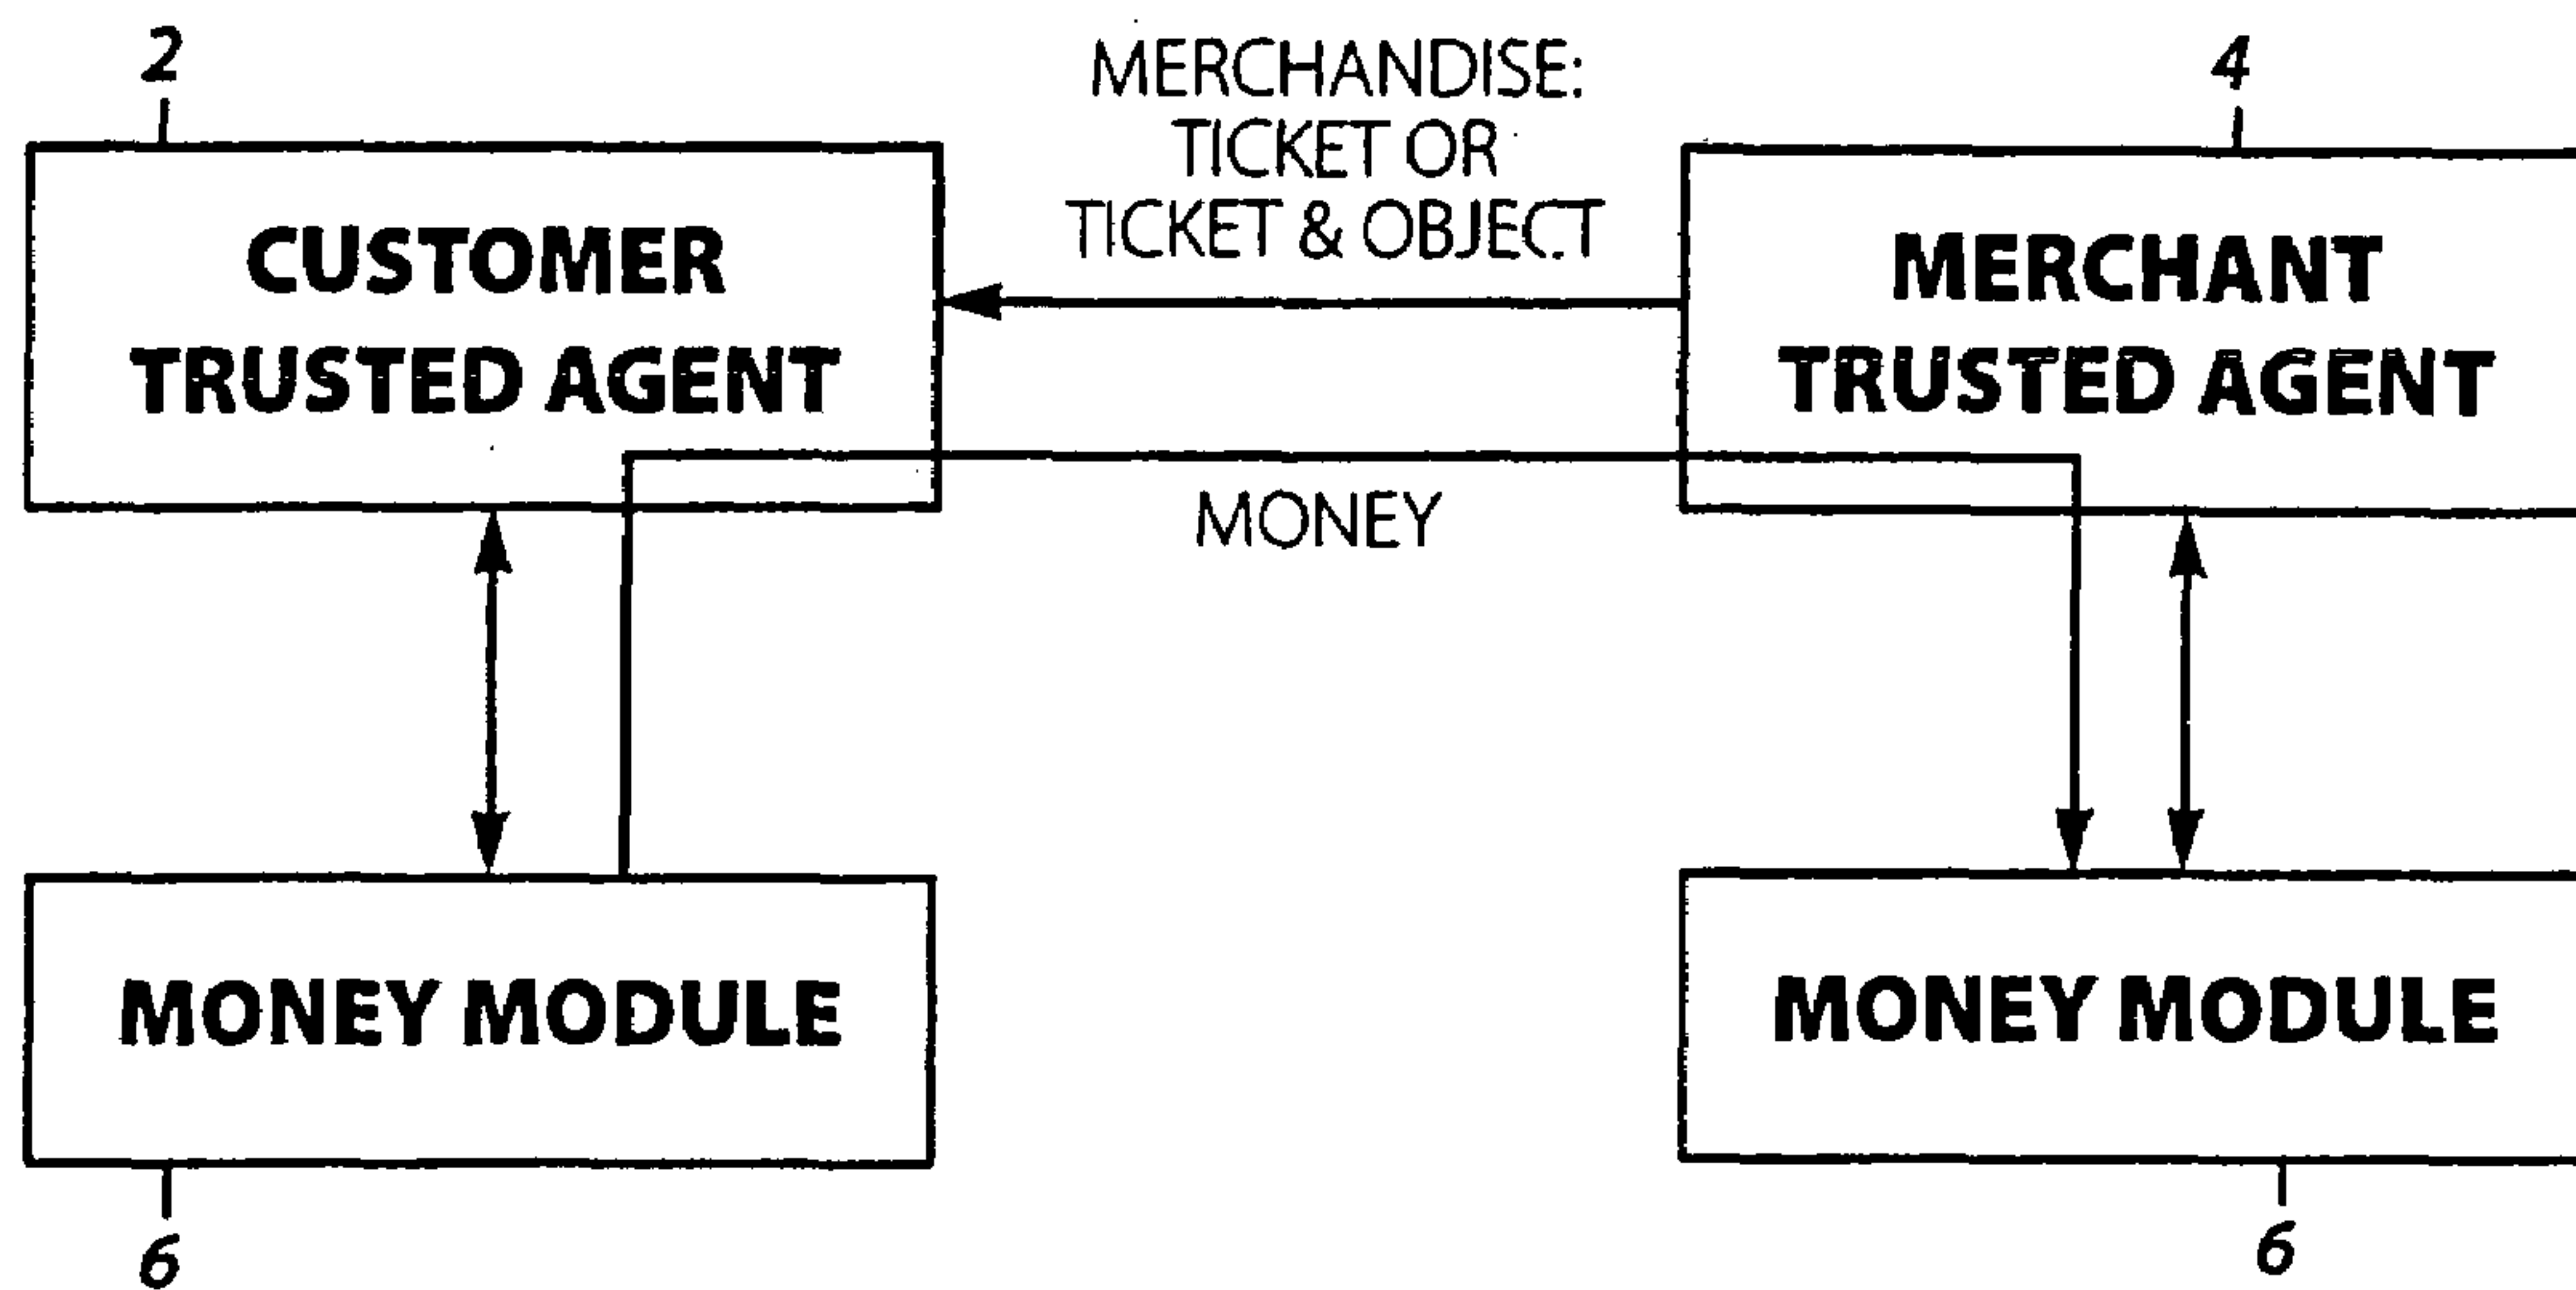 2
4
MERCHANDISE:
TICKET OR
TICKET & OBJECT
CUSTOMER
TRUSTED AGENT
MERCHANT
TRUSTED AGENT
MONEY
MONEY MODULE
MONEY MODULE
6
6